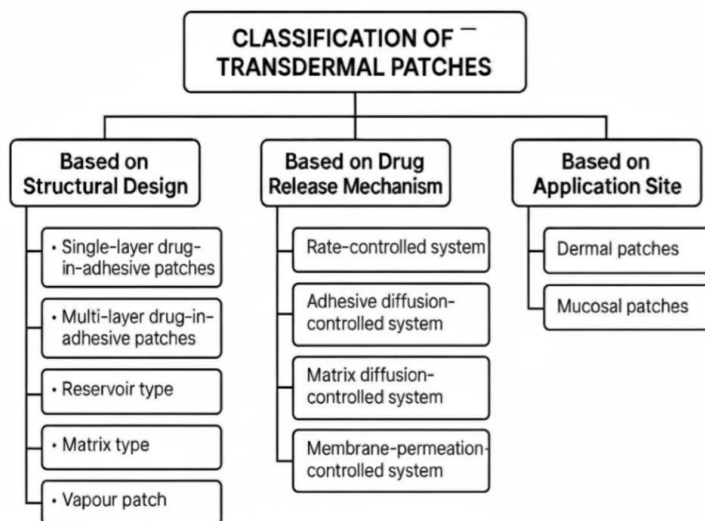 CLASSIFICATION OF
TRANSDERMAL PATCHES
Based on
Structural Design
· Single-layer drug-
in-adhesive patches
· Multi-layer drug-in-
adhesive patches
· Reservoir type
· Matrix type
· Vapour patch
Based on Drug
Release Mechanism
Rate-controlled system
Adhesive diffusion-
controlled system
Matrix diffusion-
controlled system
Membrane-permeation-
controlled system
Based on
Application Site
Dermal patches
Mucosal patches